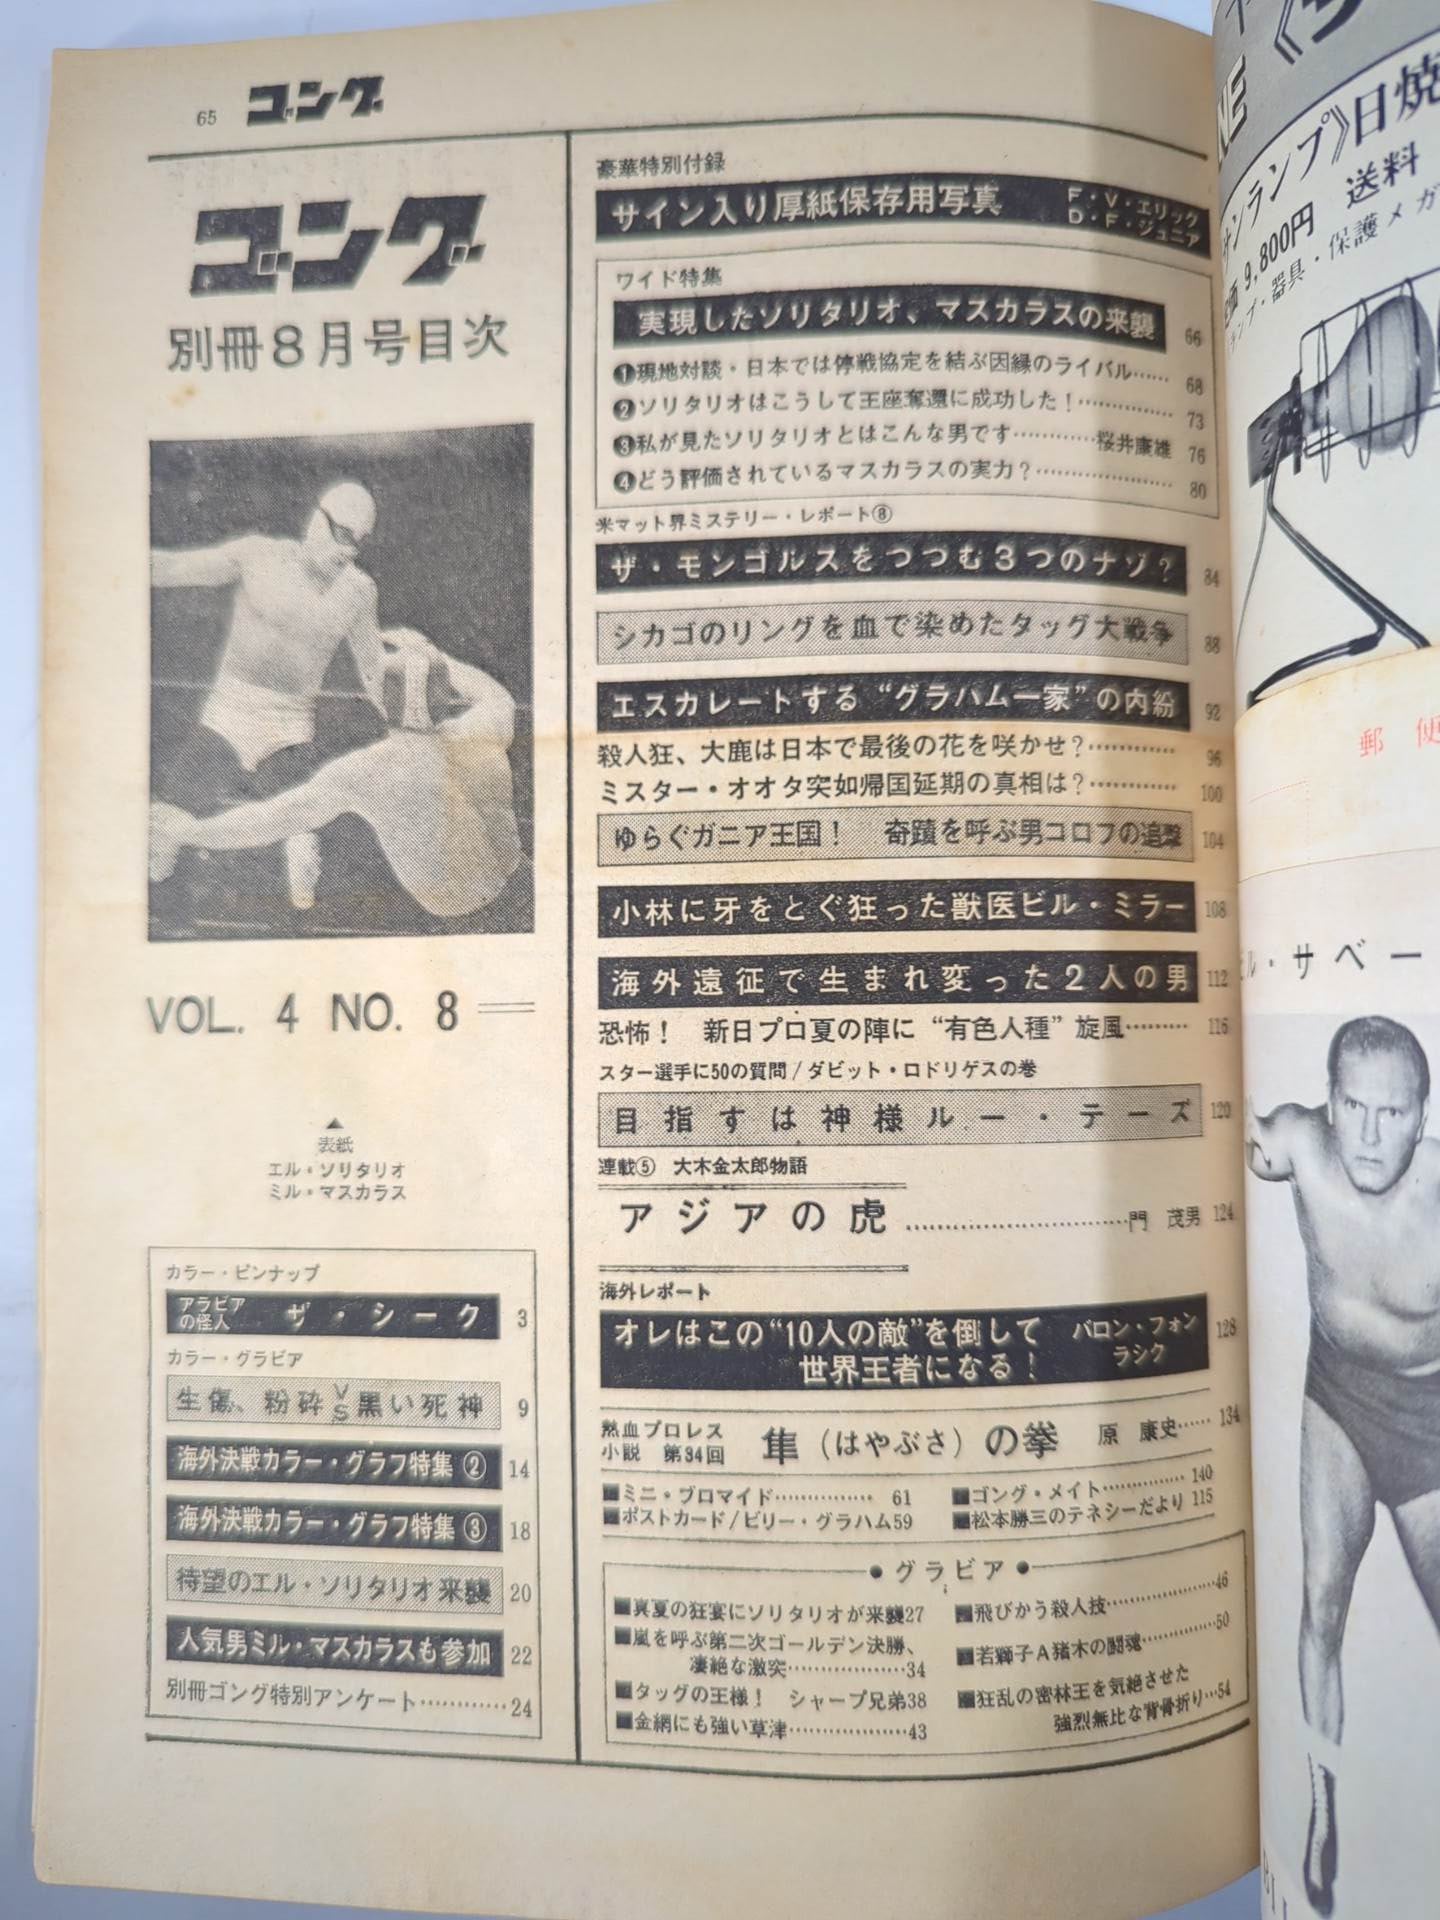 65 ゴング
ゴング
別冊8月号目次
VOL. 4 NO. 8
▲
表紙
エル・ソリタリオ
ミル・マスカラス
カラー・ピンナップ
アラビアの怪人 ザ・シーク 3
カラー・グラビア
生傷、粉砕VS黒い死神 9
海外決戦カラー・グラフ特集② 14
海外決戦カラー・グラフ特集③ 18
待望のエル・ソリタリオ来襲 20
人気男ミル・マスカラスも参加 22
別冊ゴング特別アンケート………… 24
豪華特別付録
サイン入り厚紙保存用写真 F・V・エリック D・F・ジュニア
ワイド特集
実現したソリタリオ、マスカラスの来襲 66
❶現地対談・日本では停戦協定を結ぶ因縁のライバル…… 68
❷ソリタリオはこうして王座奪還に成功した!…………… 73
❸私が見たソリタリオとはこんな男です…………桜井康雄 76
❹どう評価されているマスカラスの実力?……………… 80
米マット界ミステリー・レポート⑧
ザ・モンゴルスをつつむ3つのナゾ? 84
シカゴのリングを血で染めたタッグ大戦争 88
エスカレートする“グラハム一家”の内紛 92
殺人狂、大鹿は日本で最後の花を咲かせ?………… 96
ミスター・オオタ突如帰国延期の真相は?………… 100
ゆらぐガニア王国! 奇蹟を呼ぶ男コロフの追撃 104
小林に牙をとぐ狂った獣医ビル・ミラー 108
海外遠征で生まれ変った2人の男 112
恐怖! 新日プロ夏の陣に“有色人種”旋風……… 116
スター選手に50の質問/ダビット・ロドリゲスの巻
目指すは神様ルー・テーズ 120
連載⑤ 大木金太郎物語
アジアの虎……………………………門 茂男 124
海外レポート
オレはこの“10人の敵”を倒して バロン・フォン 128
世界王者になる! ラシク
熱血プロレス
小説 第34回 隼(はやぶさ)の拳 原 康史…… 134
■ミニ・ブロマイド…………… 61
■ポストカード/ビリー・グラハム59
■ゴング・メイト………… 140
■松本勝三のテネシーだより 115
●グラビア●
■真夏の狂宴にソリタリオが来襲27
■嵐を呼ぶ第二次ゴールデン決勝、
凄絶な激突………………34
■タッグの王様! シャープ兄弟38
■金網にも強い草津………………43
■飛びかう殺人技……………46
■若獅子A猪木の闘魂…………50
■狂乱の密林王を気絶させた
強烈無比な背骨折り…54
サンランプ》日焼
9,800円 送料
器具・保護メガ
郵便
ル・サベー